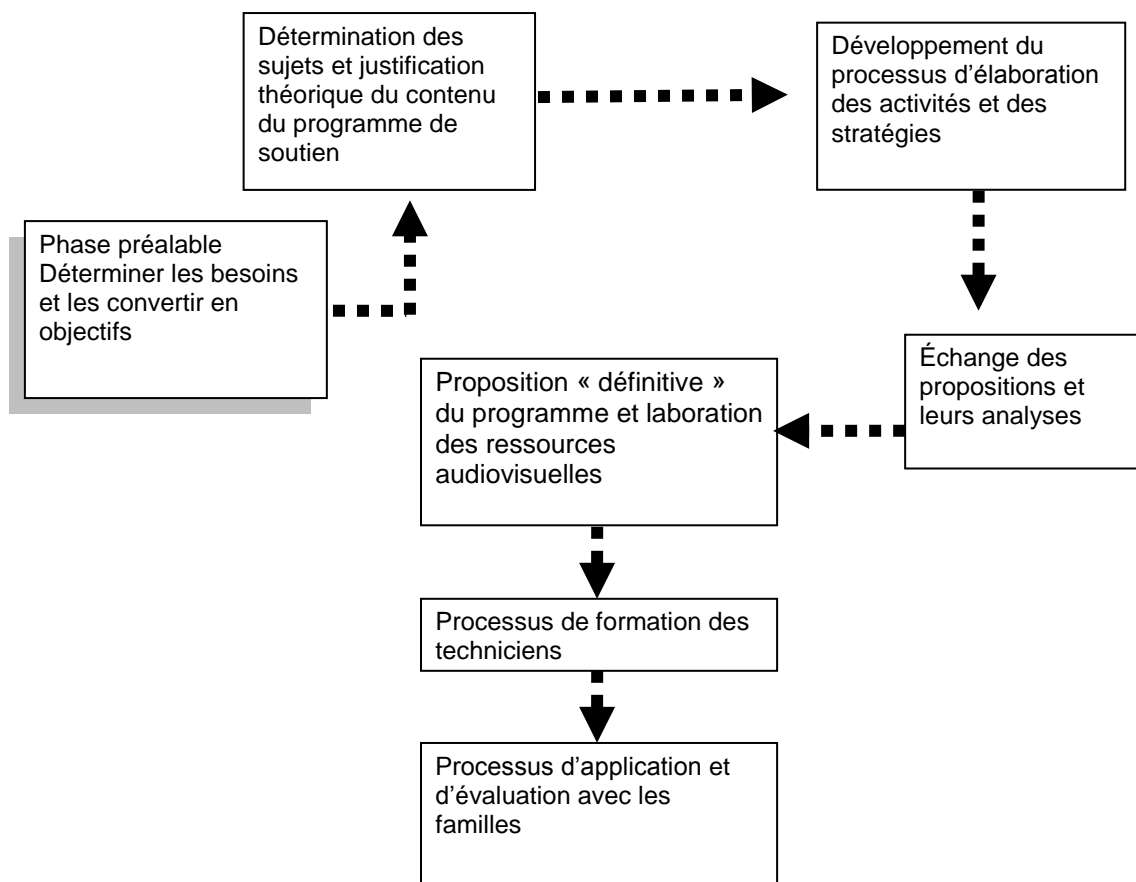 Détermination des
sujets et justification
théorique du contenu
du programme de
soutien
Développement du
processus d’élaboration
des activités et des
stratégies
Phase préalable
Déterminer les besoins
et les convertir en
objectifs
Échange des
propositions et
leurs analyses
Proposition « définitive »
du programme et laboration
des ressources
audiovisuelles
Processus de formation des
techniciens
Processus d’application et
d’évaluation avec les
familles